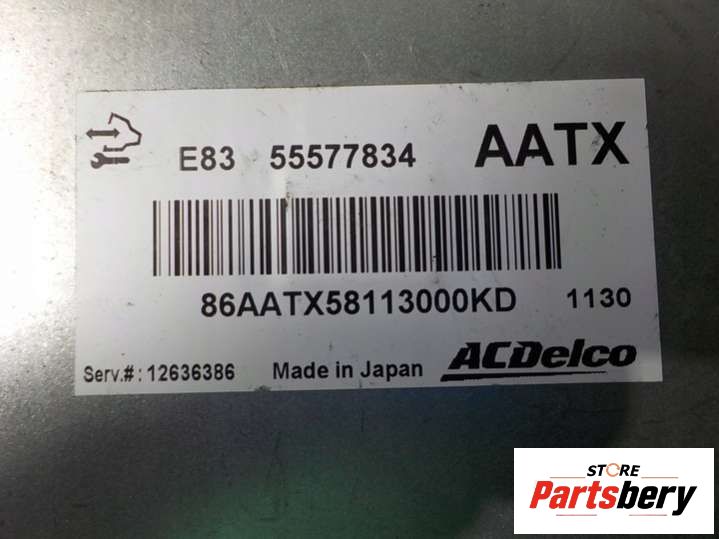 E83 55577834 AATX
86AATX58113000KD 1130
Serv.#: 12636386 Made in Japan ACDelco
STORE
Partsbery